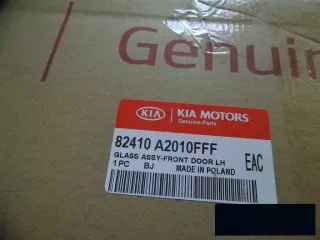 Genuin
KIA KIA MOTORS
Genuine Parts
82410 A2010FFF
GLASS ASSY-FRONT DOOR LH
1 PC BJ MADE IN POLAND
EAC